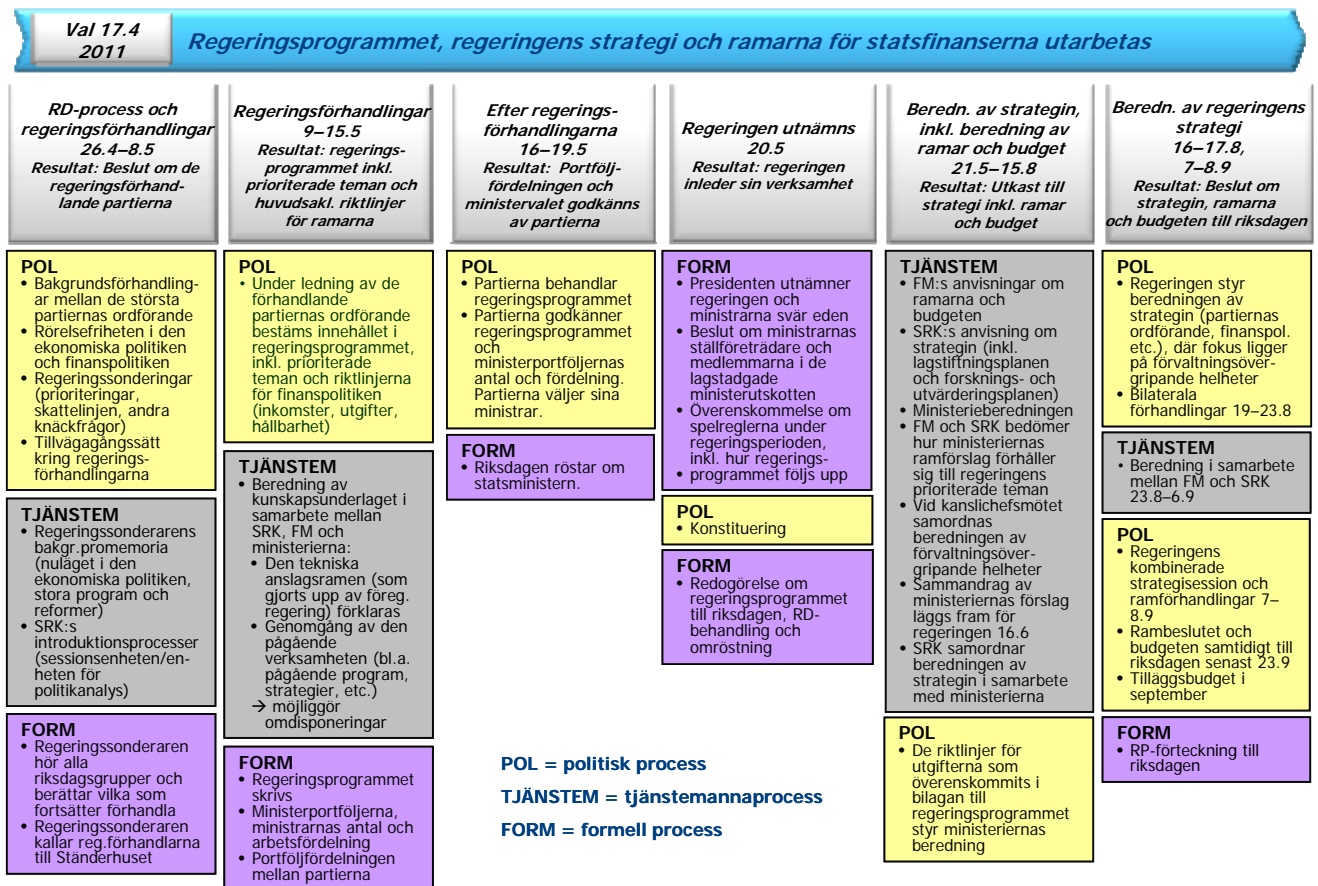 Val 17.4
2011
Regeringsprogrammet, regeringens strategi och ramarna för statsfinanserna utarbetas
RD-process och
regeringsförhandlingar
26.4–8.5
Resultat: Beslut om de
regeringsförhand-
lande partierna
POL
• Bakgrundsförhandling-
ar mellan de största
partiernas ordförande
• Rörelsefriheten i den
ekonomiska politiken
och finanspolitiken
• Regeringssonderingar
(prioriteringar,
skattelinjen, andra
knäckfrågor)
• Tillvägagångssätt
kring regerings-
förhandlingarna
TJÄNSTEM
• Regeringssonderarens
bakgr.promemoria
(nuläget i den
ekonomiska politiken,
stora program och
reformer)
• SRK:s
introduktionsprocesser
(sessionsenheten/en-
heten för
politikanalys)
FORM
• Regeringssonderaren
hör alla
riksdagsgrupper och
berättar vilka som
fortsätter förhandla
• Regeringssonderaren
kallar reg.förhandlarna
till Ständerhuset
Regeringsförhandlingar
9–15.5
Resultat: regerings-
programmet inkl.
prioriterade teman och
huvudsakl. riktlinjer
för ramarna
POL
• Under ledning av de
förhandlande
partiernas ordförande
bestäms innehållet i
regeringsprogrammet,
inkl. prioriterade
teman och riktlinjerna
för finanspolitiken
(inkomster, utgifter,
hållbarhet)
TJÄNSTEM
• Beredning av
kunskapsunderlaget i
samarbete mellan
SRK, FM och
ministerierna:
• Den tekniska
anslagsramen (som
gjorts upp av föreg.
regering) förklaras
• Genomgång av den
pågående
verksamheten (bl.a.
pågående program,
strategier, etc.)
→ möjliggör
omdisponeringar
FORM
• Regeringsprogrammet
skrivs
• Ministerportföljerna,
ministrarnas antal och
arbetsfördelning
• Portföljfördelningen
mellan partierna
Efter regerings-
förhandlingarna
16–19.5
Resultat: Portfölj-
fördelningen och
ministervalet godkänns
av partierna
POL
• Partierna behandlar
regeringsprogrammet
• Partierna godkänner
regeringsprogrammet
och
ministerportföljernas
antal och fördelning.
Partierna väljer sina
ministrar.
FORM
• Riksdagen röstar om
statsministern.
Regeringen utnämns
20.5
Resultat: regeringen
inleder sin verksamhet
FORM
• Presidenten utnämner
regeringen och
ministrarna svär eden
• Beslut om ministrarnas
ställföreträdare och
medlemmarna i de
lagstadgade
ministerutskotten
• Överenskommelse om
spelreglerna under
regeringsperioden,
inkl. hur regerings-
• programmet följs upp
POL
• Konstituering
FORM
• Redogörelse om
regeringsprogrammet
till riksdagen, RD-
behandling och
omröstning
Beredn. av strategin,
inkl. beredning av
ramar och budget
21.5–15.8
Resultat: Utkast till
strategi inkl. ramar
och budget
TJÄNSTEM
• FM:s anvisningar om
ramarna och
budgeten
• SRK:s anvisning om
strategin (inkl.
lagstiftningsplanen
och forsknings- och
utvärderingsplanen)
• Ministerieberedningen
• FM och SRK bedömer
hur ministeriernas
ramförslag förhåller
sig till regeringens
prioriterade teman
• Vid kanslichefsmötet
samordnas
beredningen av
förvaltningsöver-
gripande helheter
• Sammandrag av
ministeriernas förslag
läggs fram för
regeringen 16.6
• SRK samordnar
beredningen av
strategin i samarbete
med ministerierna
POL
• De riktlinjer för
utgifterna som
överenskommits i
bilagan till
regeringsprogrammet
styr ministeriernas
beredning
Beredn. av regeringens
strategi
16–17.8,
7–8.9
Resultat: Beslut om
strategin, ramarna
och budgeten till riksdagen
POL
• Regeringen styr
beredningen av
strategin (partiernas
ordförande, finanspol.
etc.), där fokus ligger
på förvaltningsöver-
gripande helheter
• Bilaterala
förhandlingar 19–23.8
TJÄNSTEM
• Beredning i samarbete
mellan FM och SRK
23.8–6.9
POL
• Regeringens
kombinerade
strategisession och
ramförhandlingar 7–
8.9
• Rambeslutet och
budgeten samtidigt till
riksdagen senast 23.9
• Tilläggsbudget i
september
FORM
• RP-förteckning till
riksdagen
POL = politisk process
TJÄNSTEM = tjänstemannaprocess
FORM = formell process